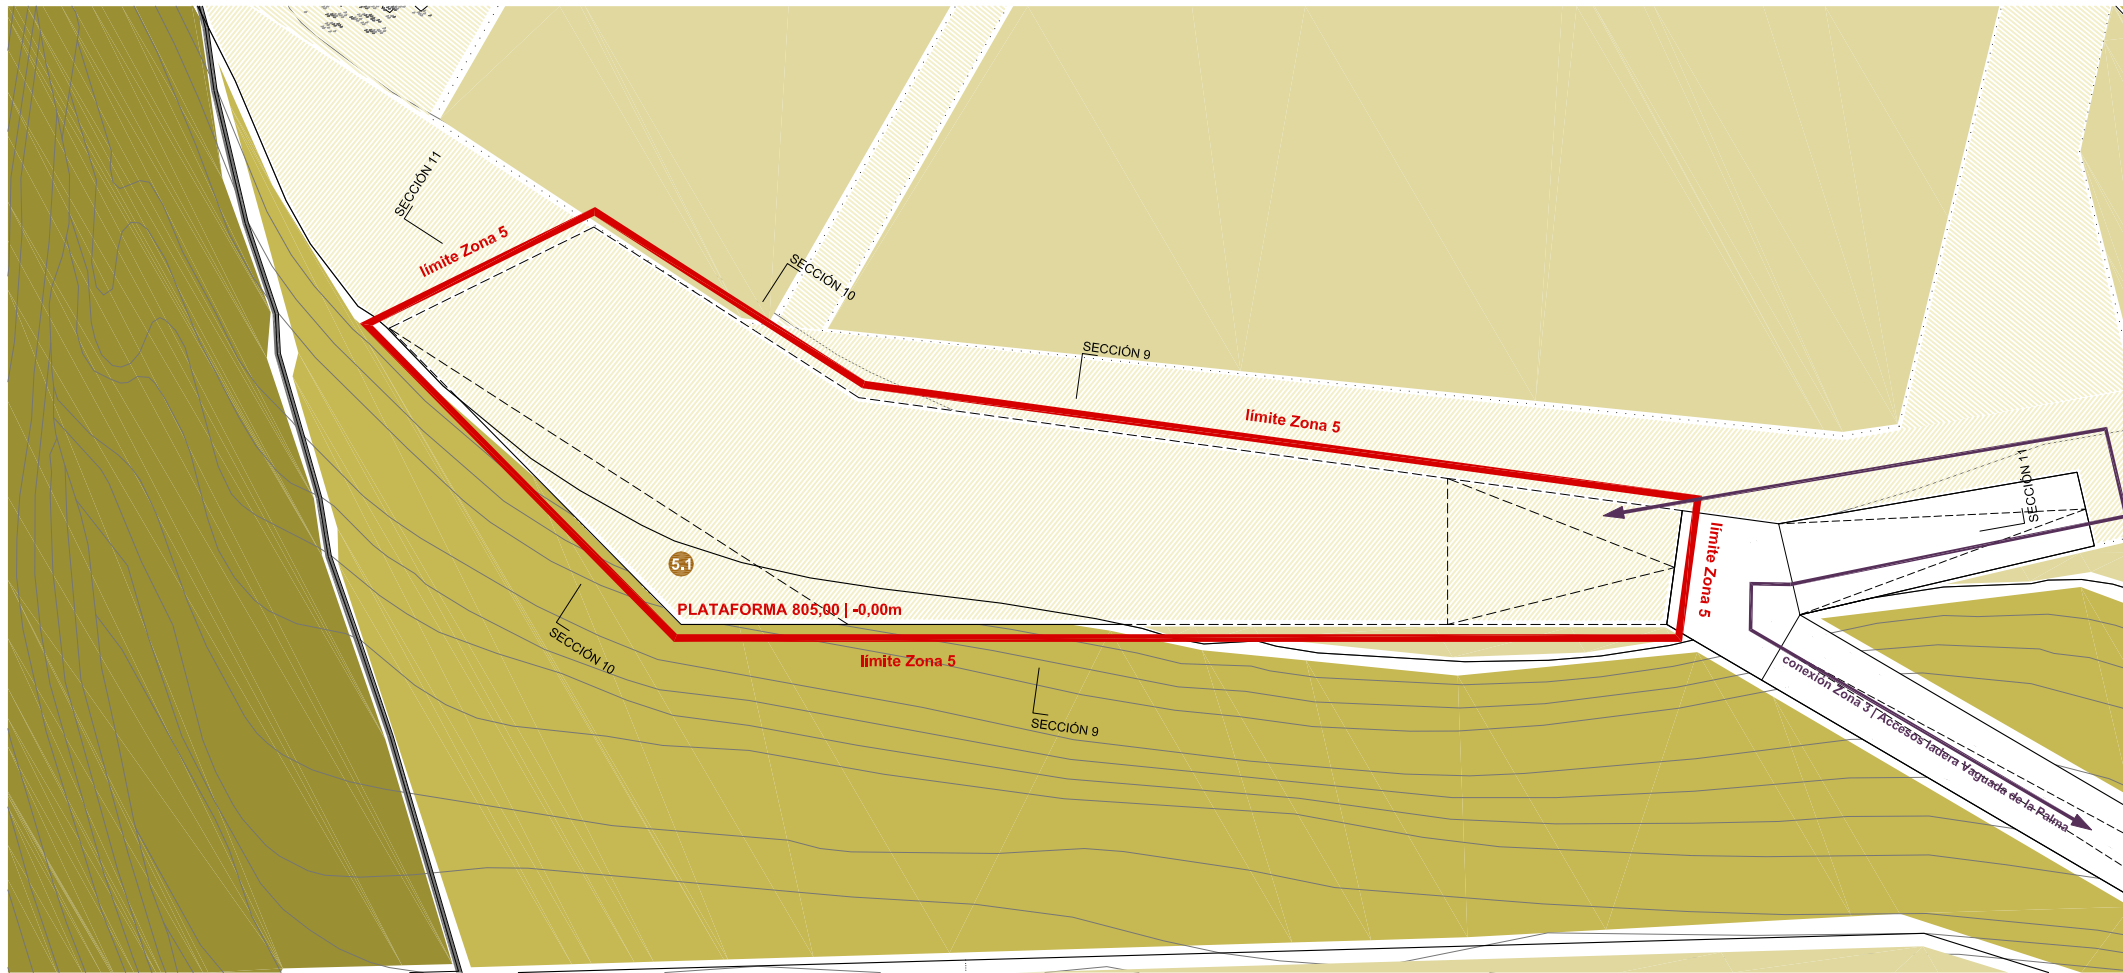 SECCIÓN 11
límite Zona 5
SECCIÓN 10
SECCIÓN 9
límite Zona 5
SECCIÓN 11
límite Zona 5
5.1
PLATAFORMA 805,00 | -0,00m
SECCIÓN 10
límite Zona 5
SECCIÓN 9
conexión Zona 3 | Accesos ladera Vaguada de la Palma